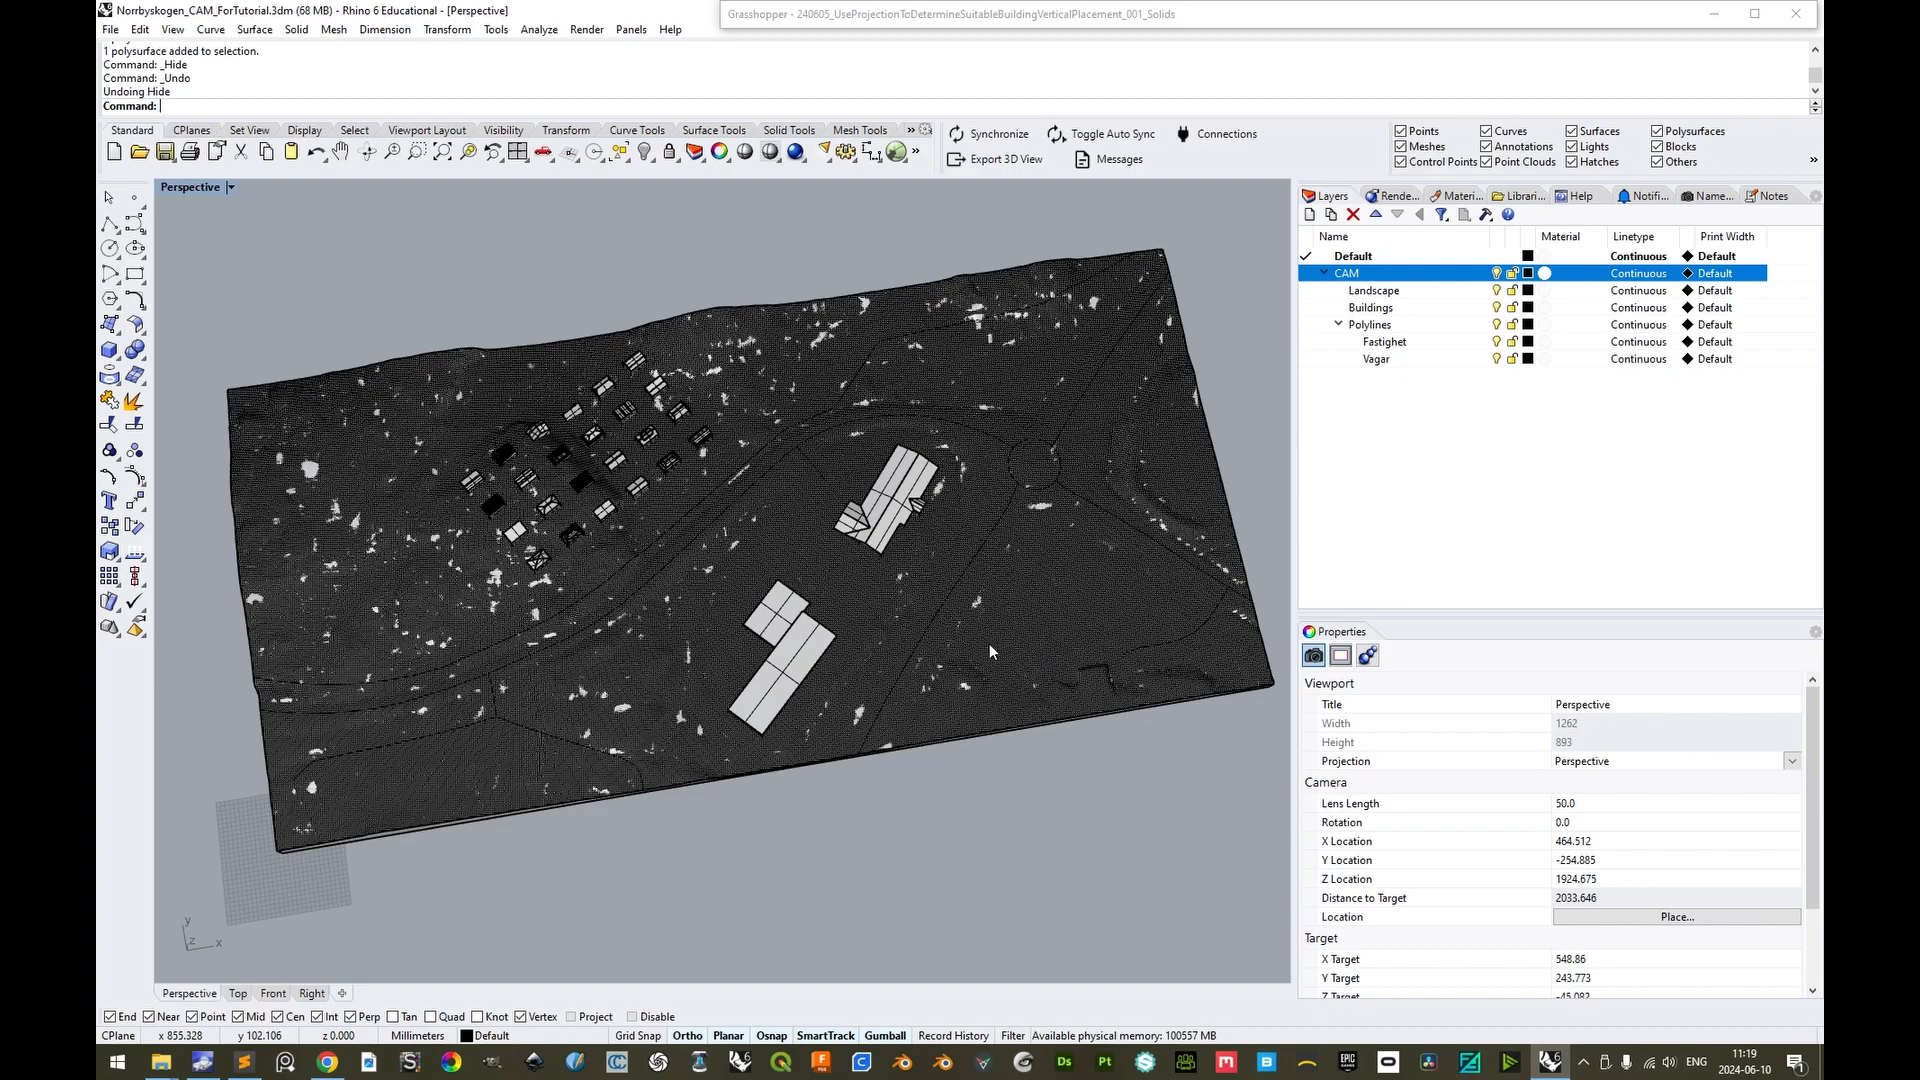 Norrbyskogen_CAM_ForTutorial.3dm (68 MB) - Rhino 6 Educational - [Perspective]
Grasshopper - 240605_UseProjectionToDetermineSuitableBuildingVerticalPlacement_001_Solids
File Edit View Curve Surface Solid Mesh Dimension Transform Tools Analyze Render Panels Help
1 polysurface added to selection.
Command: _Hide
Command: _Undo
Undoing Hide
Command:
Standard CPlanes Set View Display Select Viewport Layout Visibility Transform Curve Tools Surface Tools Solid Tools Mesh Tools »
Synchronize Toggle Auto Sync Connections
Export 3D View Messages
Points Curves Surfaces Polysurfaces
Meshes Annotations Lights Blocks
Control Points Point Clouds Hatches Others
Perspective
Layers Rende... Materi... Librari... Help Notifi... Name... Notes
Name Material Linetype Print Width
Default Continuous Default
CAM Continuous Default
Landscape Continuous Default
Buildings Continuous Default
Polylines Continuous Default
Fastighet Continuous Default
Vagar Continuous Default
Properties
Viewport
Title Perspective
Width 1262
Height 893
Projection Perspective
Camera
Lens Length 50.0
Rotation 0.0
X Location 464.512
Y Location -254.885
Z Location 1924.675
Distance to Target 2033.646
Location Place...
Target
X Target 548.86
Y Target 243.773
Z Target -45.082
y
z x
Perspective Top Front Right
End Near Point Mid Cen Int Perp Tan Quad Knot Vertex Project Disable
CPlane x 855.328 y 102.106 z 0.000 Millimeters Default Grid Snap Ortho Planar Osnap SmartTrack Gumball Record History Filter Available physical memory: 100557 MB
ENG
11:19
2024-06-10